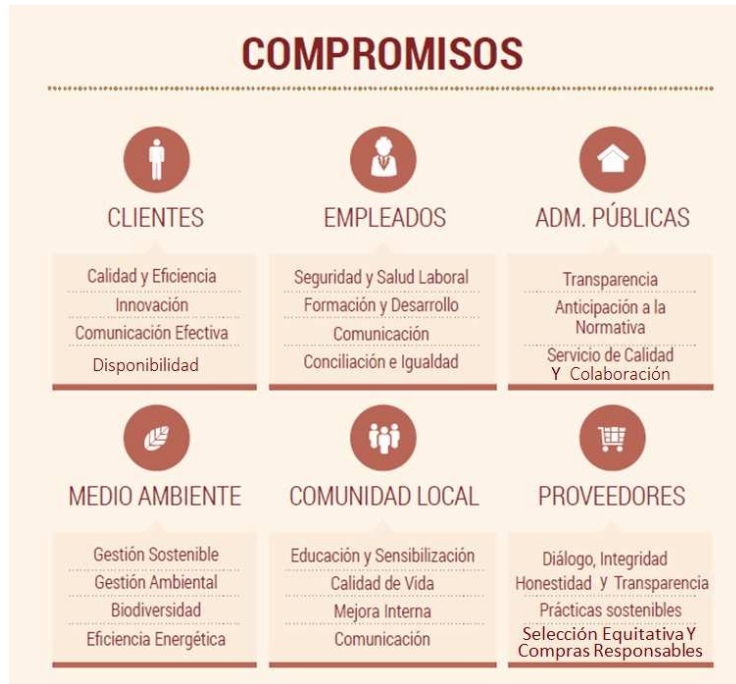 COMPROMISOS
CLIENTES
Calidad y Eficiencia
Innovación
Comunicación Efectiva
Disponibilidad
EMPLEADOS
Seguridad y Salud Laboral
Formación y Desarrollo
Comunicación
Conciliación e Igualdad
ADM. PÚBLICAS
Transparencia
Anticipación a la
Normativa
Servicio de Calidad
Y Colaboración
MEDIO AMBIENTE
Gestión Sostenible
Gestión Ambiental
Biodiversidad
Eficiencia Energética
COMUNIDAD LOCAL
Educación y Sensibilización
Calidad de Vida
Mejora Interna
Comunicación
PROVEEDORES
Diálogo, Integridad
Honestidad y Transparencia
Prácticas sostenibles
Selección Equitativa Y
Compras Responsables